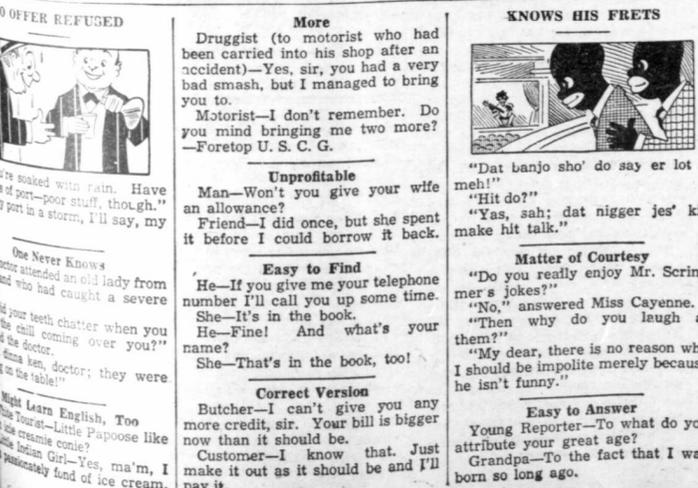 O OFFER REFUSED
're soaked with rain. Have
of port—poor stuff, though."
port in a storm, I'll say, my
One Never Knows
octor attended an old lady from
and who had caught a severe
id your teeth chatter when you
the chill coming over you?"
d the doctor.
dinna ken, doctor; they were
on the table!"
Might Learn English, Too
Tourist—Little Papoose like
creamie conie?
Indian Girl—Yes, ma'm, I
passionately fund of ice cream,
More
Druggist (to motorist who had
been carried into his shop after an
accident)—Yes, sir, you had a very
bad smash, but I managed to bring
you to.
Motorist—I don't remember. Do
you mind bringing me two more?
—Foretop U. S. C. G.
Unprofitable
Man—Won't you give your wife
an allowance?
Friend—I did once, but she spent
it before I could borrow it back.
Easy to Find
He—If you give me your telephone
number I'll call you up some time.
She—It's in the book.
He—Fine! And what's your
name?
She—That's in the book, too!
Correct Version
Butcher—I can't give you any
more credit, sir. Your bill is bigger
now than it should be.
Customer—I know that. Just
make it out as it should be and I'll
pay it.
KNOWS HIS FRETS
"Dat banjo sho' do say er lot
meh!"
"Hit do?"
"Yas, sah; dat nigger jes' k
make hit talk."
Matter of Courtesy
"Do you really enjoy Mr. Scrim
mer's jokes?"
"No," answered Miss Cayenne.
"Then why do you laugh a
them?"
"My dear, there is no reason wh
I should be impolite merely becaus
he isn't funny."
Easy to Answer
Young Reporter—To what do yo
attribute your great age?
Grandpa—To the fact that I wa
born so long ago.